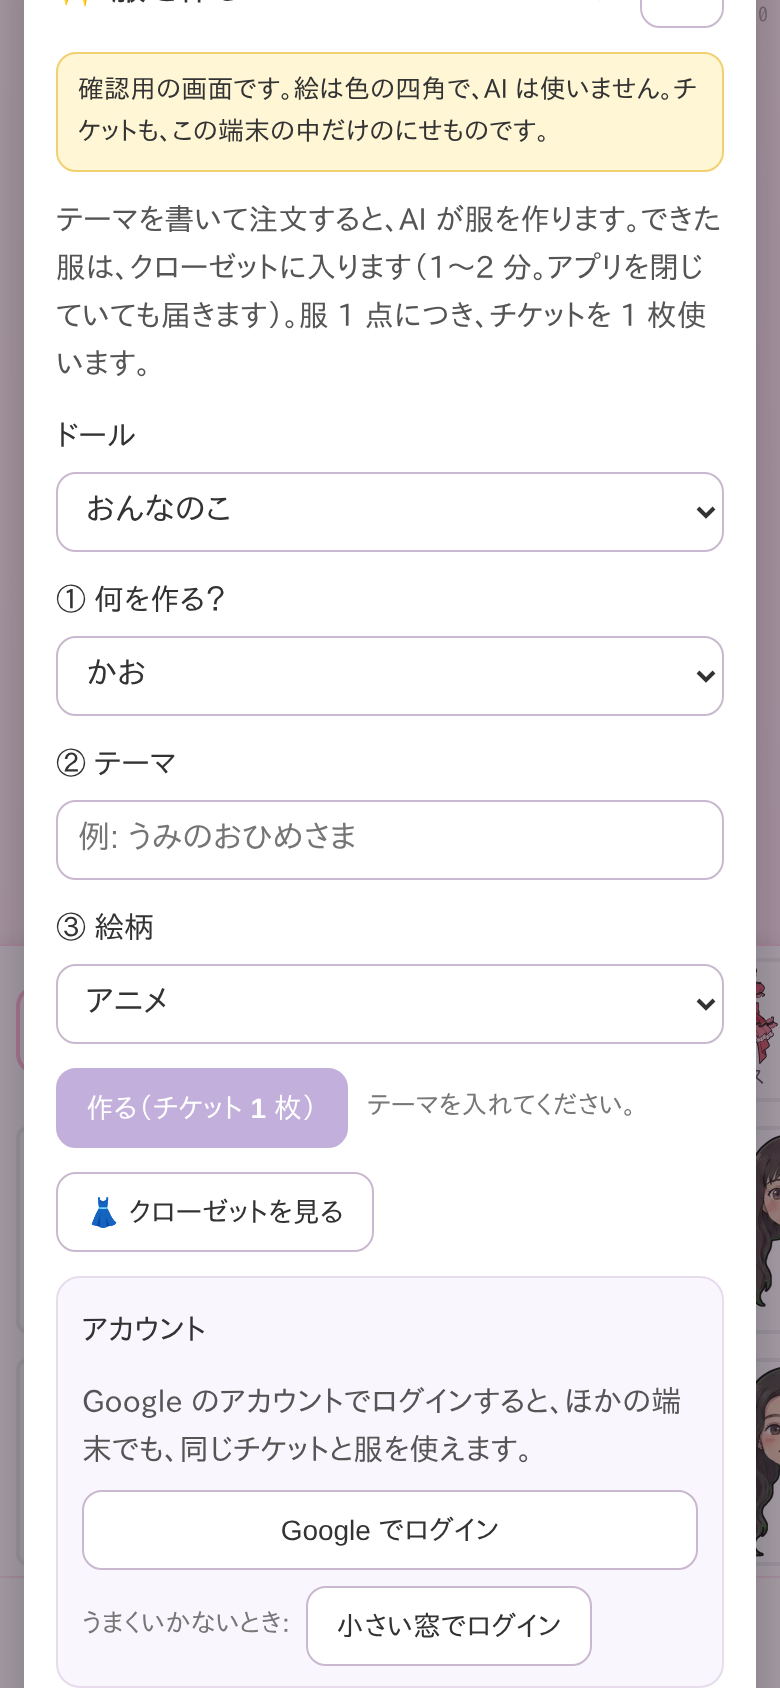 確認用の画面です。絵は色の四角で、AI は使いません。チ
ケットも、この端末の中だけのにせものです。
テーマを書いて注文すると、AI が服を作ります。できた
服は、クローゼットに入ります（1〜2 分。アプリを閉じ
ていても届きます）。服 1 点につき、チケットを 1 枚使
います。
ドール
おんなのこ
① 何を作る？
かお
② テーマ
例: うみのおひめさま
③ 絵柄
アニメ
作る（チケット 1 枚）
テーマを入れてください。
クローゼットを見る
アカウント
Google のアカウントでログインすると、ほかの端
末でも、同じチケットと服を使えます。
Google でログイン
うまくいかないとき:
小さい窓でログイン